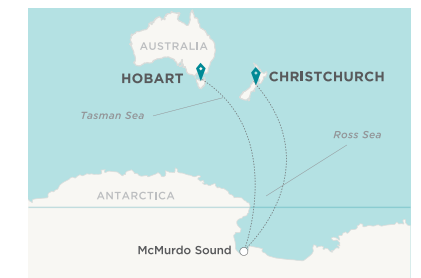 AUSTRALIA
HOBART
CHRISTCHURCH
Tasman Sea
Ross Sea
ANTARCTICA
McMurdo Sound